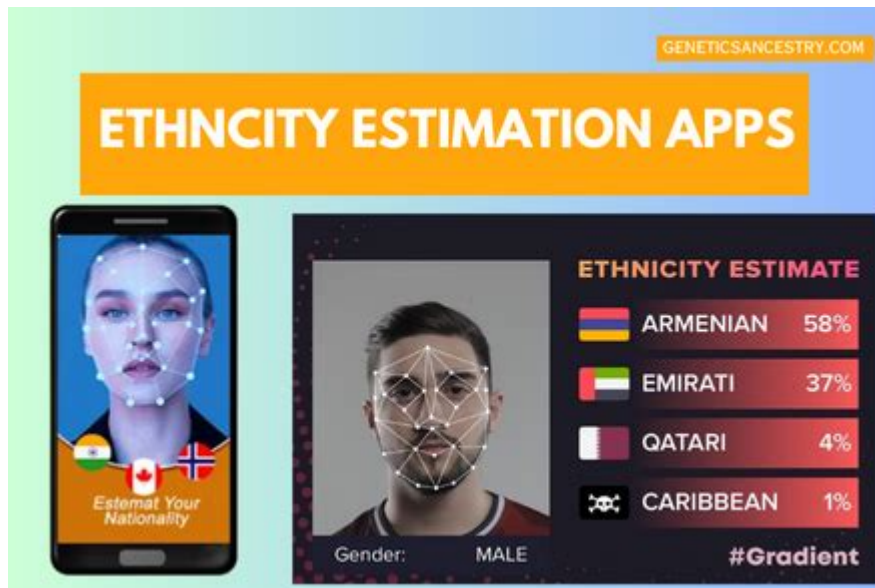 GENETICSANCESTRY.COM
ETHNCITY ESTIMATION APPS
Estemat Your
Nationality
ETHNICITY ESTIMATE
ARMENIAN 58%
EMIRATI 37%
QATARI 4%
CARIBBEAN 1%
Gender: MALE
#Gradient